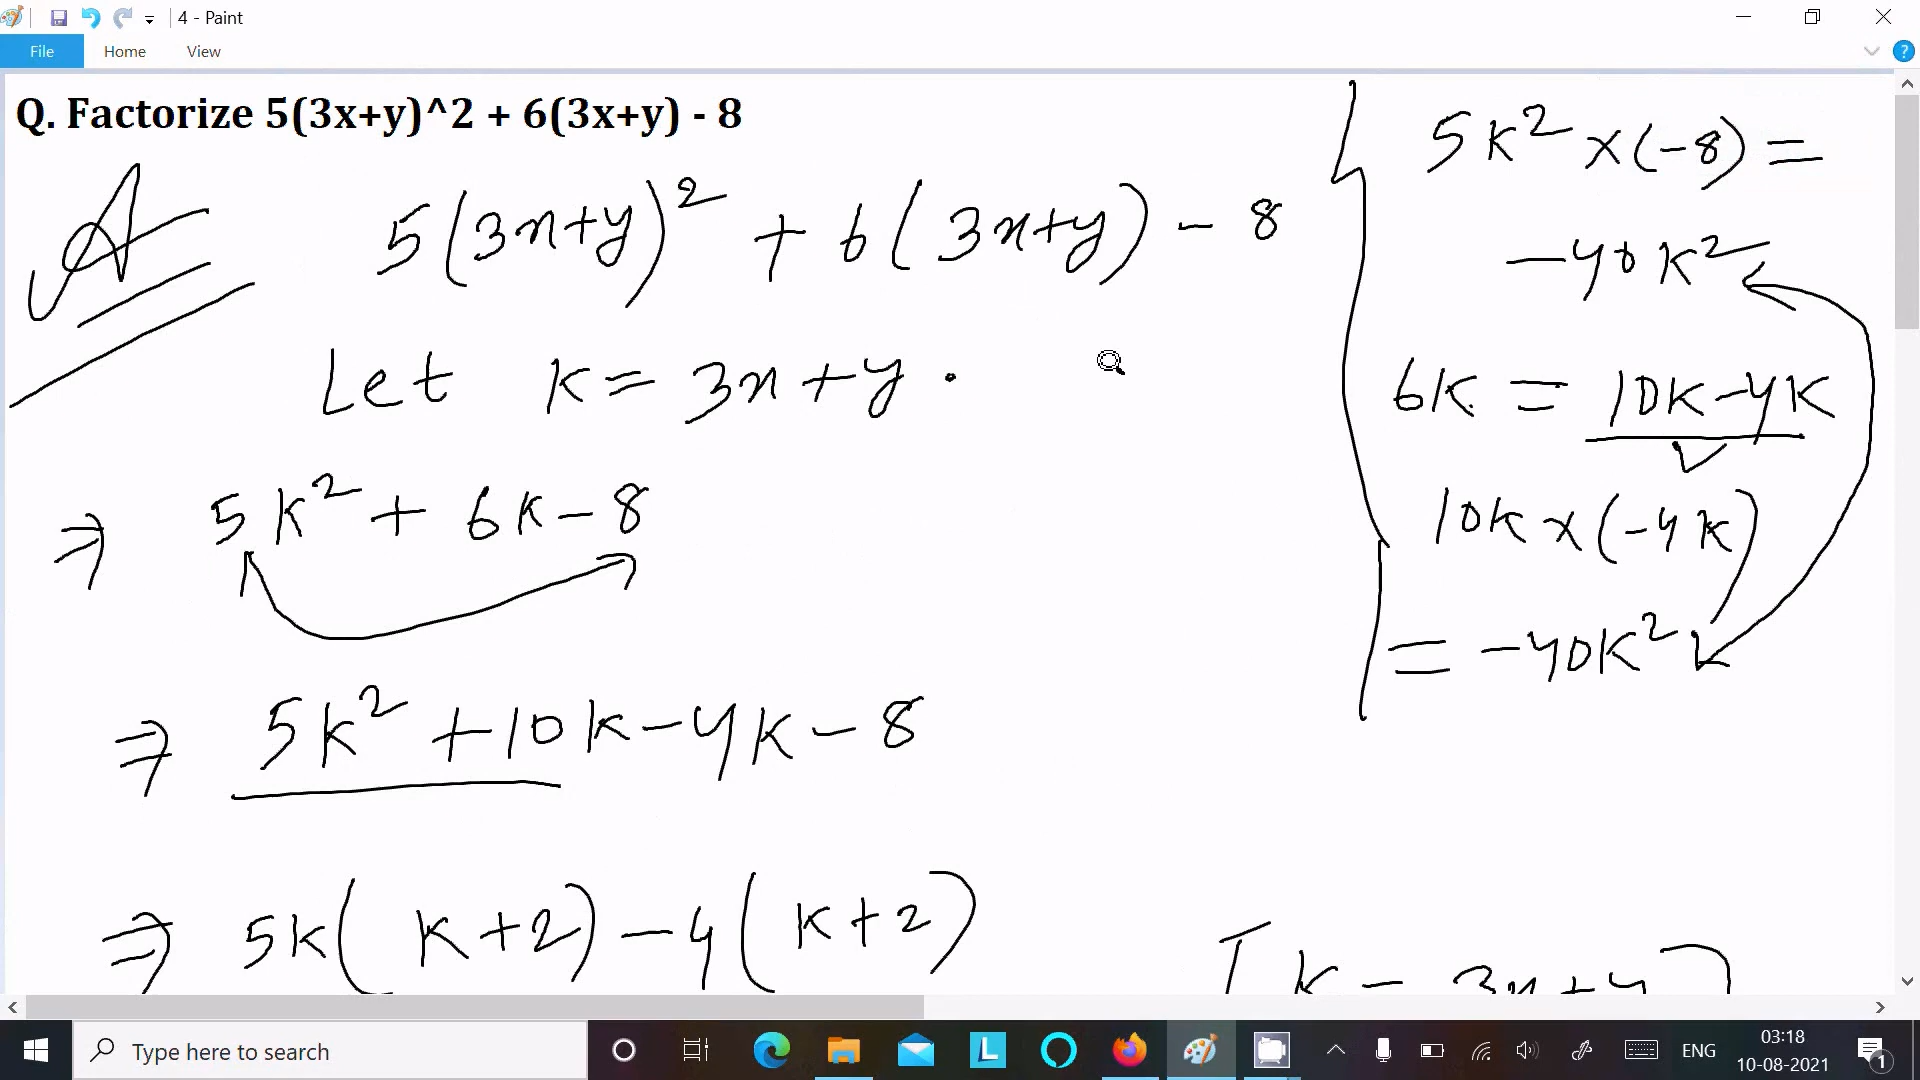 4 - Paint
File Home View
Q. Factorize 5(3x+y)^2 + 6(3x+y) - 8
5(3x+y)² + 6(3x+y) - 8
Let k = 3x+y .
⇒ 5k² + 6k - 8
⇒ 5k² + 10k - 4k - 8
⇒ 5k(k+2) - 4(k+2)
5k² × (-8) =
-40k²
6k = 10k - 4k
10k × (-4k)
= -40k²
[k = 3x+y]
Type here to search
L
ENG
03:18
10-08-2021
1